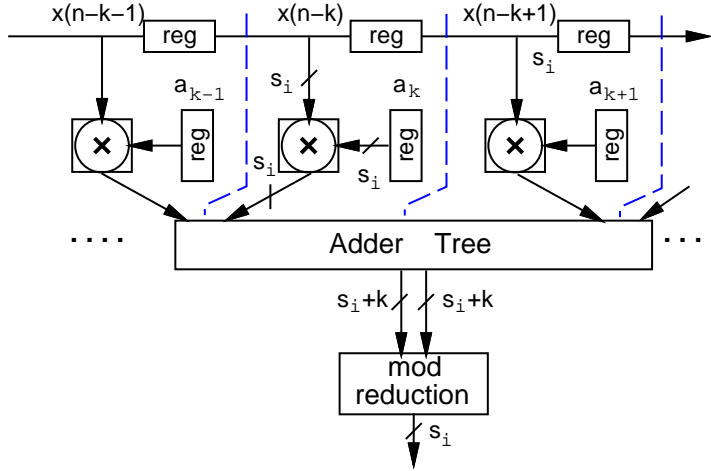 x(n-k-1) reg x(n-k) reg x(n-k+1) reg
s_i s_i
a_{k-1} a_k a_{k+1}
× reg × reg × reg
s_i s_i
. . . . Adder Tree . . .
s_i+k s_i+k
mod
reduction
s_i